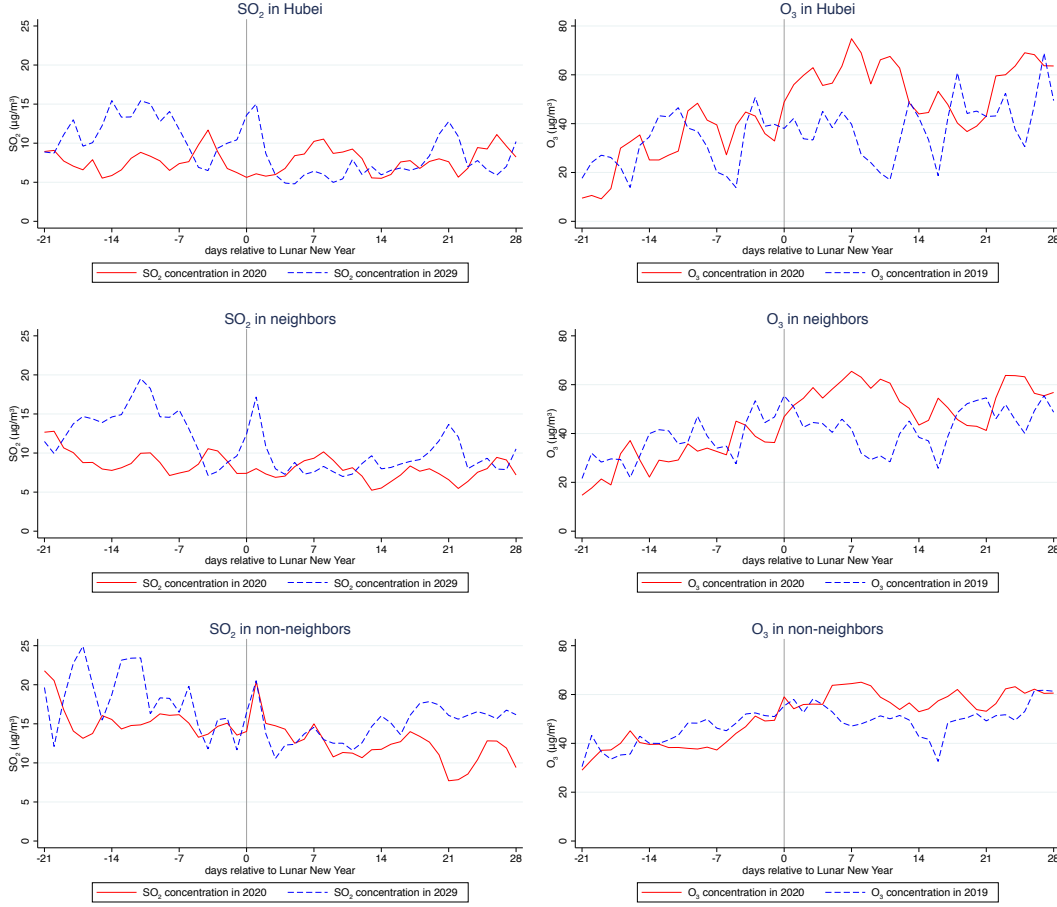 SO₂ in Hubei
SO₂ (µg/m³)
0 5 10 15 20 25
-21 -14 -7 0 7 14 21 28
days relative to Lunar New Year
SO₂ concentration in 2020 SO₂ concentration in 2029
O₃ in Hubei
O₃ (µg/m³)
0 20 40 60 80
-21 -14 -7 0 7 14 21 28
days relative to Lunar New Year
O₃ concentration in 2020 O₃ concentration in 2019
SO₂ in neighbors
SO₂ (µg/m³)
0 5 10 15 20 25
-21 -14 -7 0 7 14 21 28
days relative to Lunar New Year
SO₂ concentration in 2020 SO₂ concentration in 2029
O₃ in neighbors
O₃ (µg/m³)
0 20 40 60 80
-21 -14 -7 0 7 14 21 28
days relative to Lunar New Year
O₃ concentration in 2020 O₃ concentration in 2019
SO₂ in non-neighbors
SO₂ (µg/m³)
0 5 10 15 20 25
-21 -14 -7 0 7 14 21 28
days relative to Lunar New Year
SO₂ concentration in 2020 SO₂ concentration in 2029
O₃ in non-neighbors
O₃ (µg/m³)
0 20 40 60 80
-21 -14 -7 0 7 14 21 28
days relative to Lunar New Year
O₃ concentration in 2020 O₃ concentration in 2019